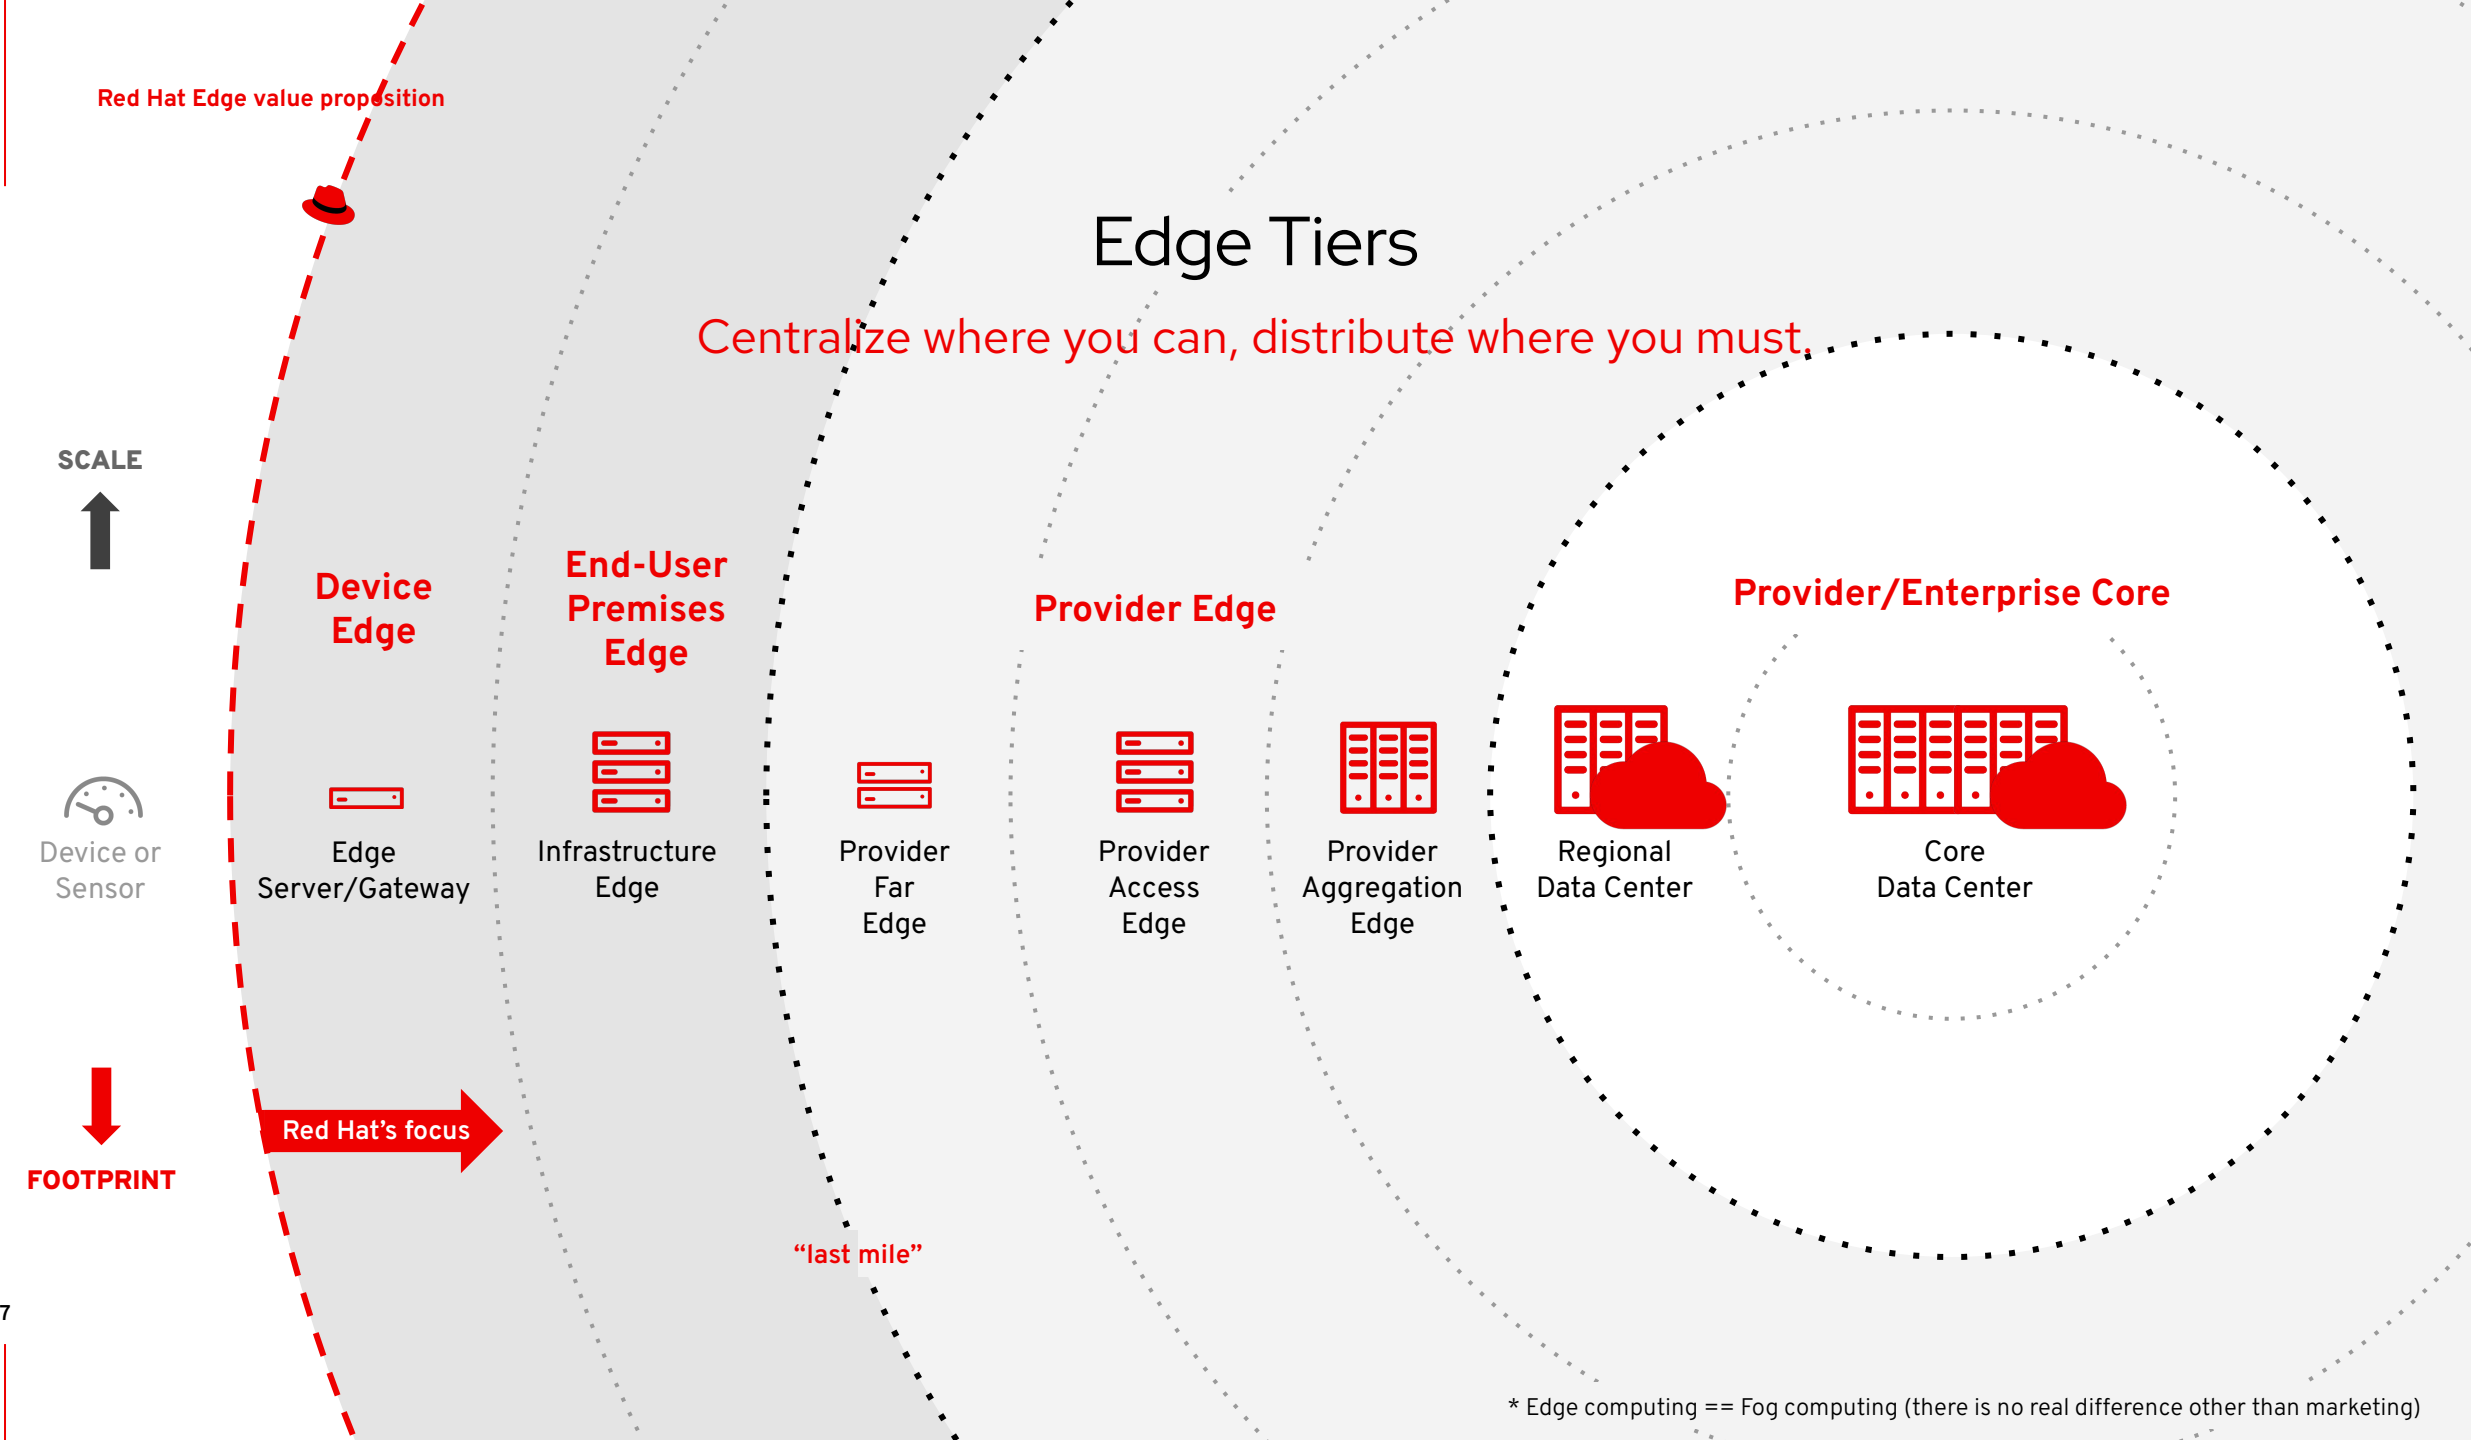 Red Hat Edge value proposition
Edge Tiers
Centralize where you can, distribute where you must.
SCALE
Device
Edge
End-User
Premises
Edge
Provider Edge
Provider/Enterprise Core
Device or
Sensor
Edge
Server/Gateway
Infrastructure
Edge
Provider
Far
Edge
Provider
Access
Edge
Provider
Aggregation
Edge
Regional
Data Center
Core
Data Center
Red Hat’s focus
FOOTPRINT
“last mile”
7
* Edge computing == Fog computing (there is no real difference other than marketing)